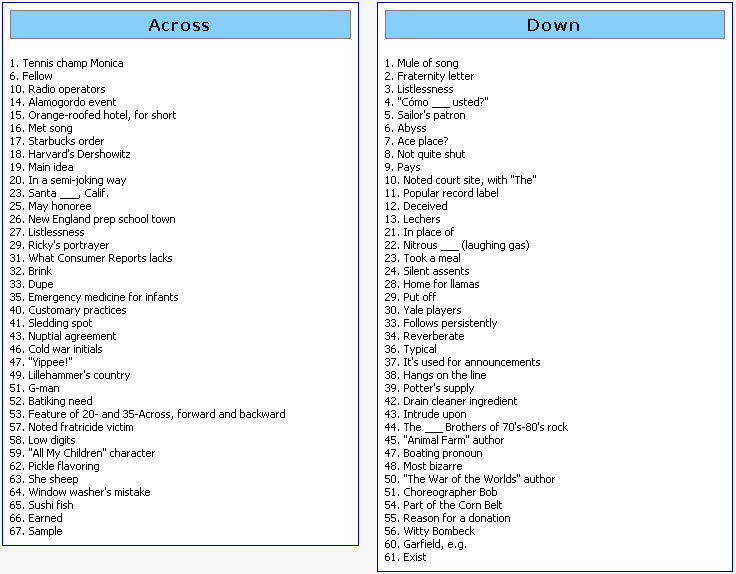 Across
1. Tennis champ Monica
6. Fellow
10. Radio operators
14. Alamogordo event
15. Orange-roofed hotel, for short
16. Met song
17. Starbucks order
18. Harvard's Dershowitz
19. Main idea
20. In a semi-joking way
23. Santa ___, Calif.
25. May honoree
26. New England prep school town
27. Listlessness
29. Ricky's portrayer
31. What Consumer Reports lacks
32. Brink
33. Dupe
35. Emergency medicine for infants
40. Customary practices
41. Sledding spot
43. Nuptial agreement
46. Cold war initials
47. "Yippee!"
49. Lillehammer's country
51. G-man
52. Batiking need
53. Feature of 20- and 35-Across, forward and backward
57. Noted fratricide victim
58. Low digits
59. "All My Children" character
62. Pickle flavoring
63. She sheep
64. Window washer's mistake
65. Sushi fish
66. Earned
67. Sample
Down
1. Mule of song
2. Fraternity letter
3. Listlessness
4. "Cómo ___ usted?"
5. Sailor's patron
6. Abyss
7. Ace place?
8. Not quite shut
9. Pays
10. Noted court site, with "The"
11. Popular record label
12. Deceived
13. Lechers
21. In place of
22. Nitrous ___ (laughing gas)
23. Took a meal
24. Silent assents
28. Home for llamas
29. Put off
30. Yale players
33. Follows persistently
34. Reverberate
36. Typical
37. It's used for announcements
38. Hangs on the line
39. Potter's supply
42. Drain cleaner ingredient
43. Intrude upon
44. The ___ Brothers of 70's-80's rock
45. "Animal Farm" author
47. Boating pronoun
48. Most bizarre
50. "The War of the Worlds" author
51. Choreographer Bob
54. Part of the Corn Belt
55. Reason for a donation
56. Witty Bombeck
60. Garfield, e.g.
61. Exist